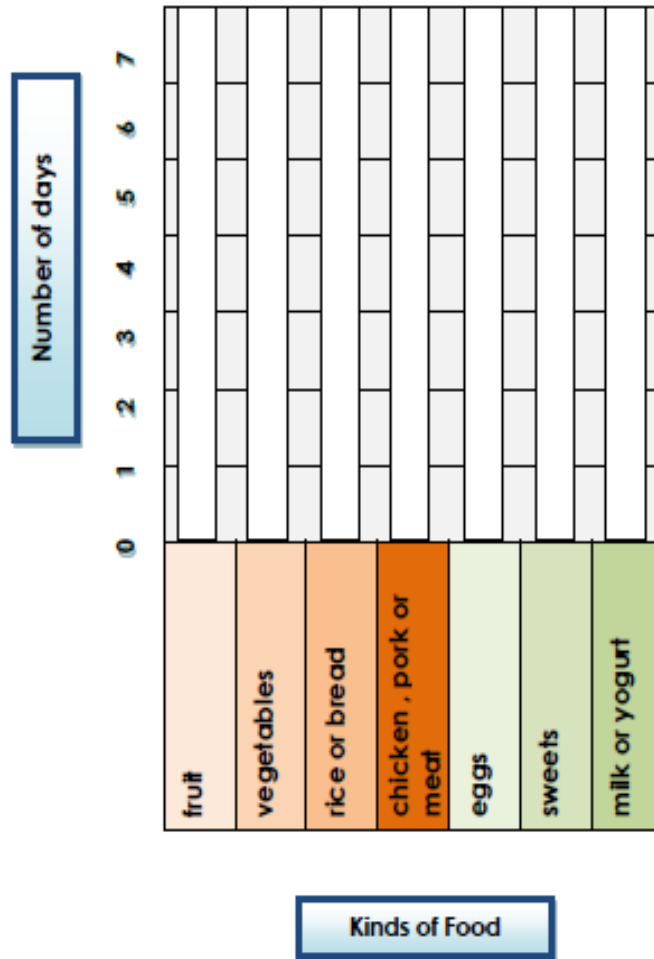 Number of days
7
6
5
4
3
2
1
0
fruit
vegetables
rice or bread
chicken , pork or
meat
eggs
sweets
milk or yogurt
Kinds of Food